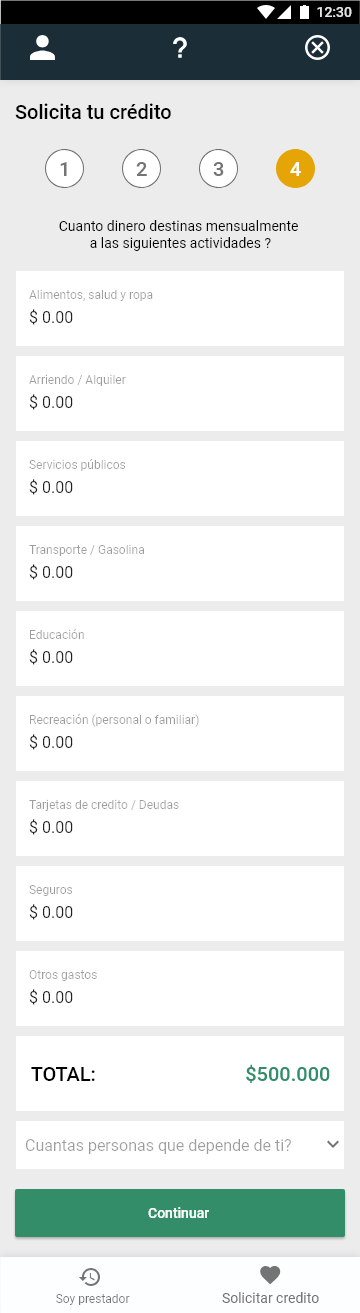 12:30
?
Solicita tu crédito
1 2 3 4
Cuanto dinero destinas mensualmente
a las siguientes actividades ?
Alimentos, salud y ropa
$ 0.00
Arriendo / Alquiler
$ 0.00
Servicios públicos
$ 0.00
Transporte / Gasolina
$ 0.00
Educación
$ 0.00
Recreación (personal o familiar)
$ 0.00
Tarjetas de credito / Deudas
$ 0.00
Seguros
$ 0.00
Otros gastos
$ 0.00
TOTAL: $500.000
Cuantas personas que depende de ti?
Continuar
Soy prestador Solicitar credito